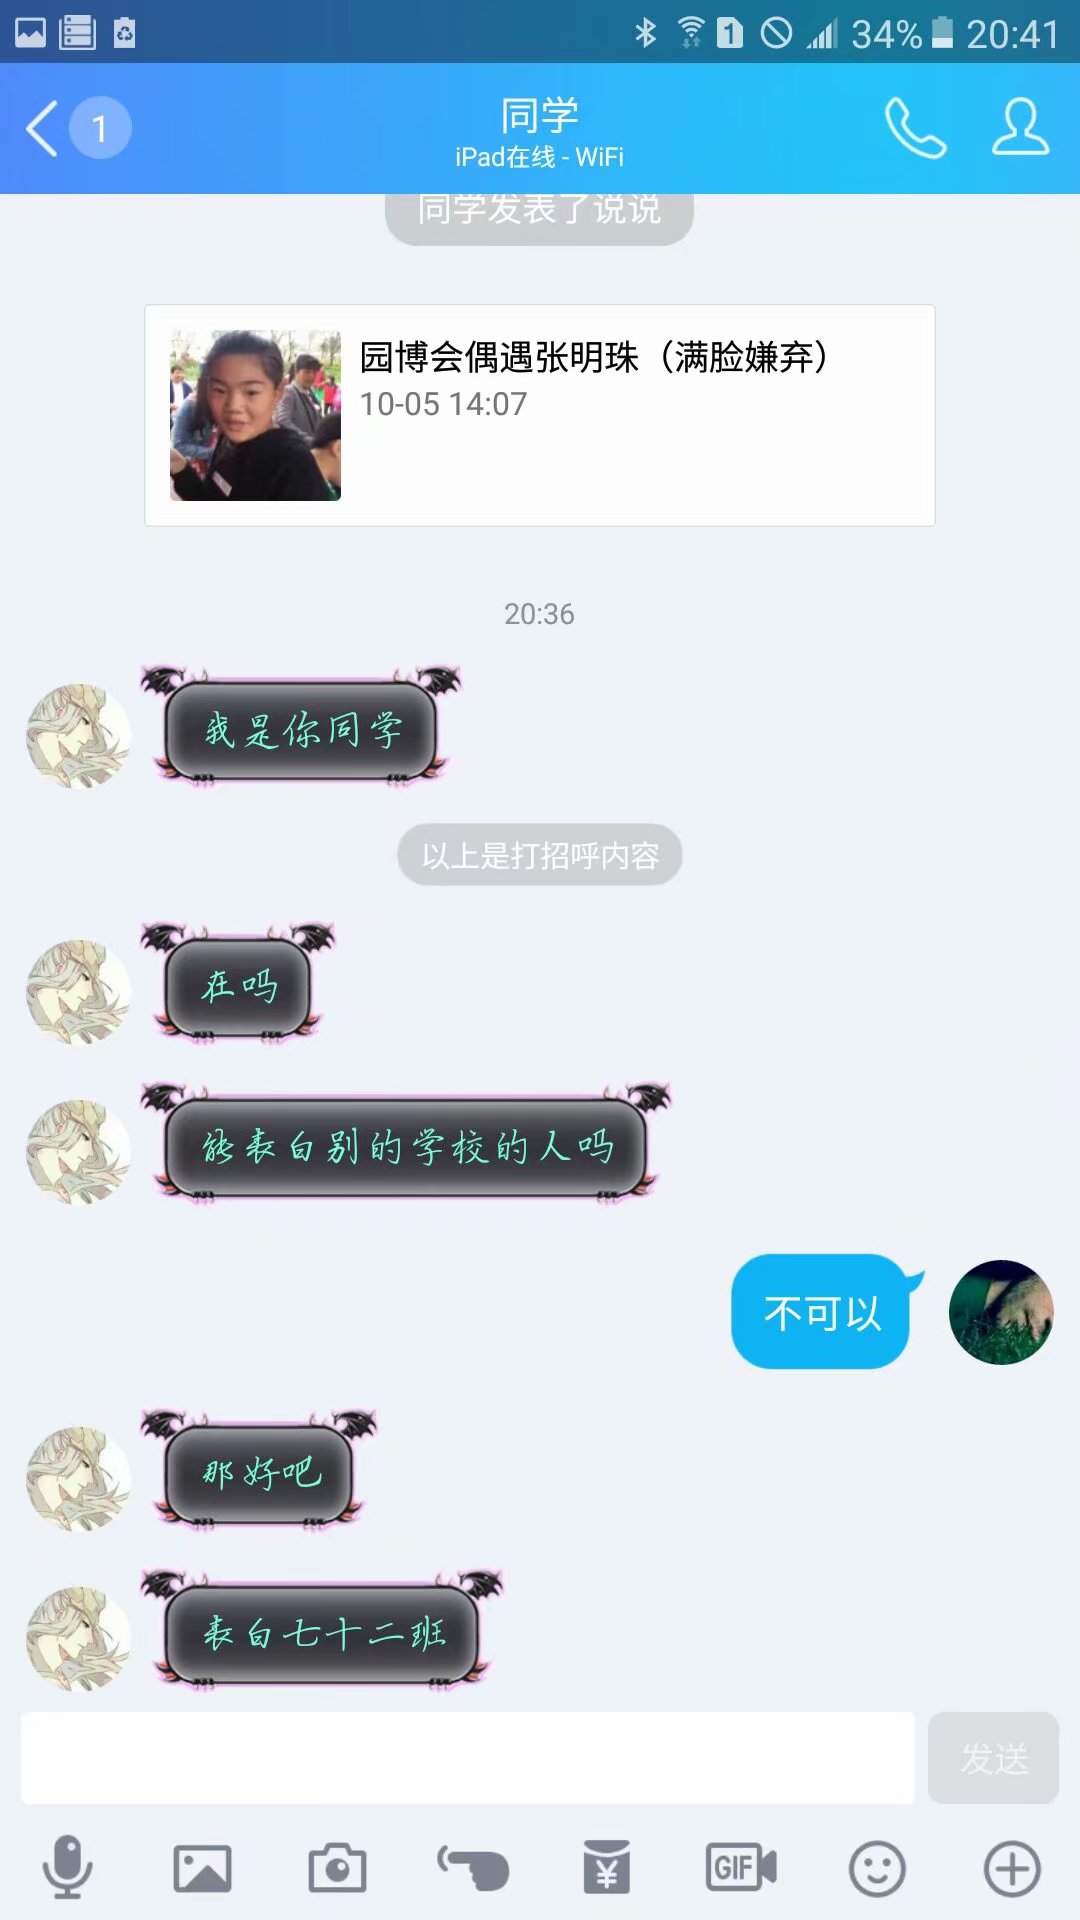 34% 20:41
1
同学
iPad在线 - WiFi
同学发表了说说
园博会偶遇张明珠（满脸嫌弃）
10-05 14:07
20:36
我是你同学
以上是打招呼内容
在吗
能表白别的学校的人吗
不可以
那好吧
表白七十二班
发送
GIF